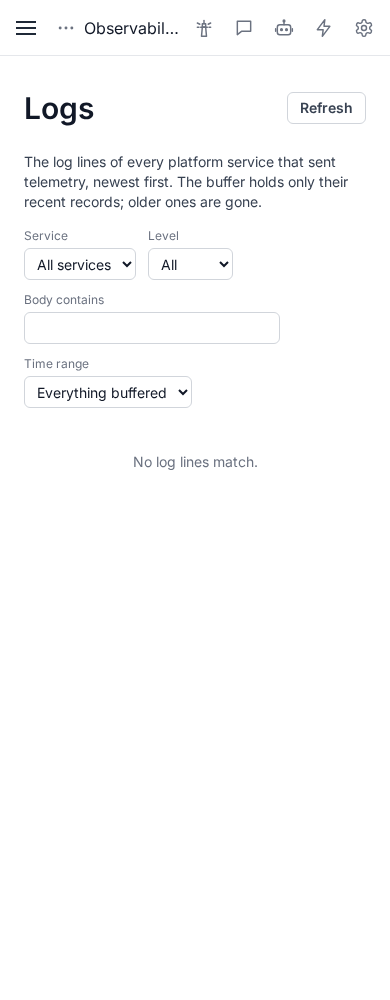 Observabil...
Logs
Refresh
The log lines of every platform service that sent
telemetry, newest first. The buffer holds only their
recent records; older ones are gone.
Service
Level
All services
All
Body contains
Time range
Everything buffered
No log lines match.